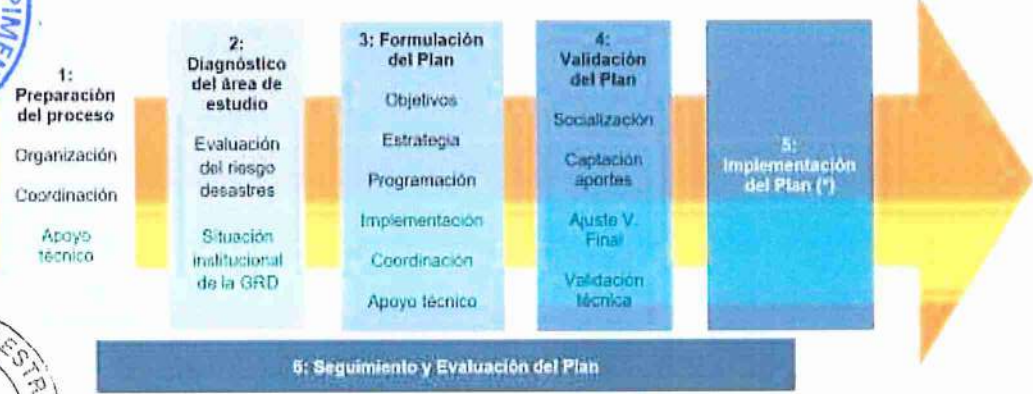 PIME
1:
Preparación
del proceso
Organización
Coordinación
Apoyo
técnico
2:
Diagnóstico
del área de
estudio
Evaluación
del riesgo
desastres
Situación
institucional
de la GRD
3: Formulación
del Plan
Objetivos
Estrategia
Programación
Implementación
Coordinación
Apoyo técnico
4:
Validación
del Plan
Socialización
Captación
aportes
Ajuste V.
Final
Validación
técnica
5:
Implementación
del Plan (*)
6: Seguimiento y Evaluación del Plan
ESTR